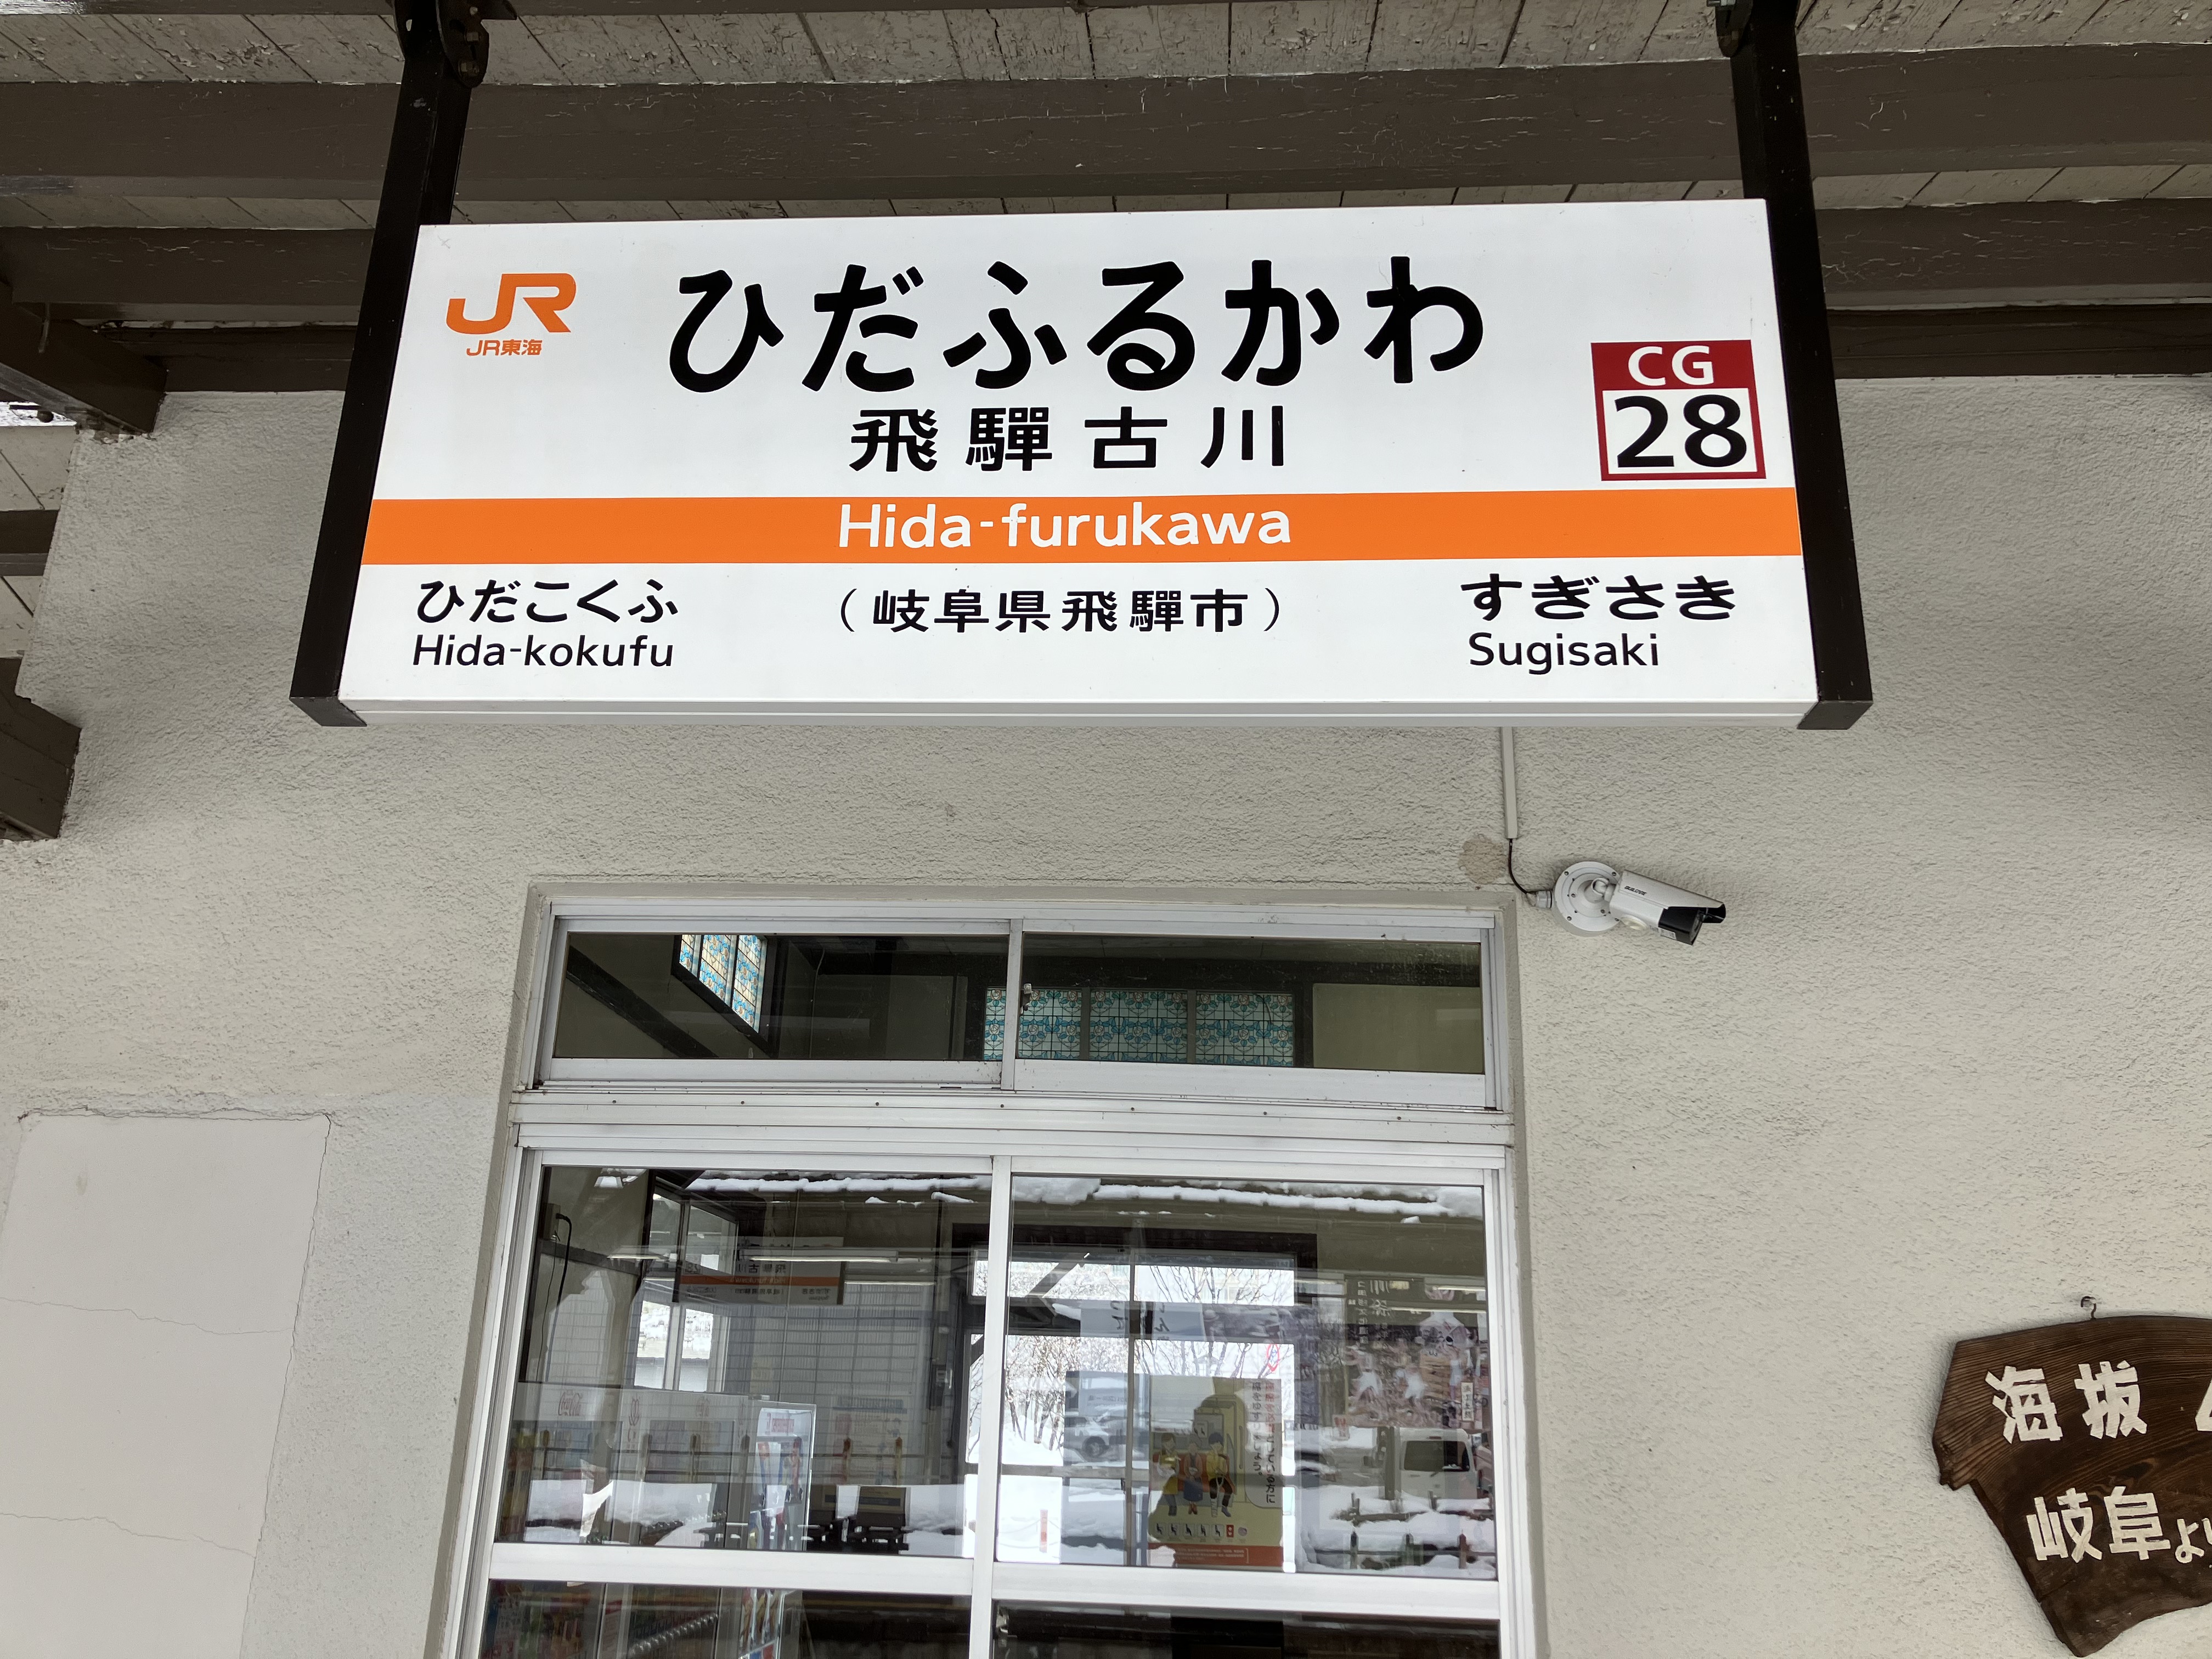 JR
JR東海
ひだふるかわ
飛驒古川
CG
28
Hida-furukawa
ひだこくふ
Hida-kokufu
(岐阜県飛驒市)
すぎさき
Sugisaki
海抜
岐阜よ